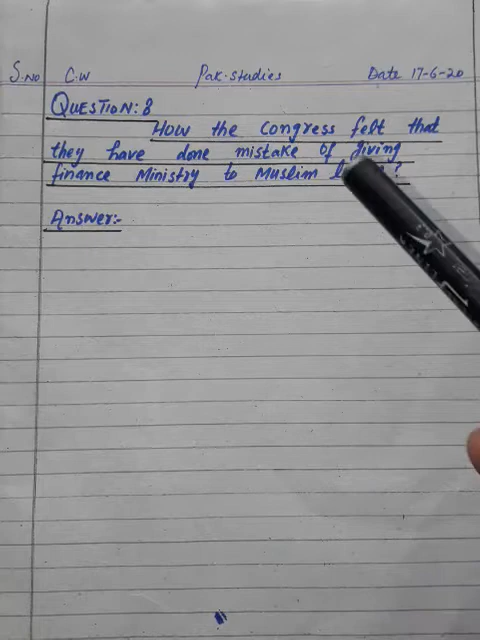 S.No C.W Pak.Studies Date 17-6-20
QUESTION: 8
How the Congress felt that
they have done mistake of giving
finance Ministry to Muslim ?
Answer:-